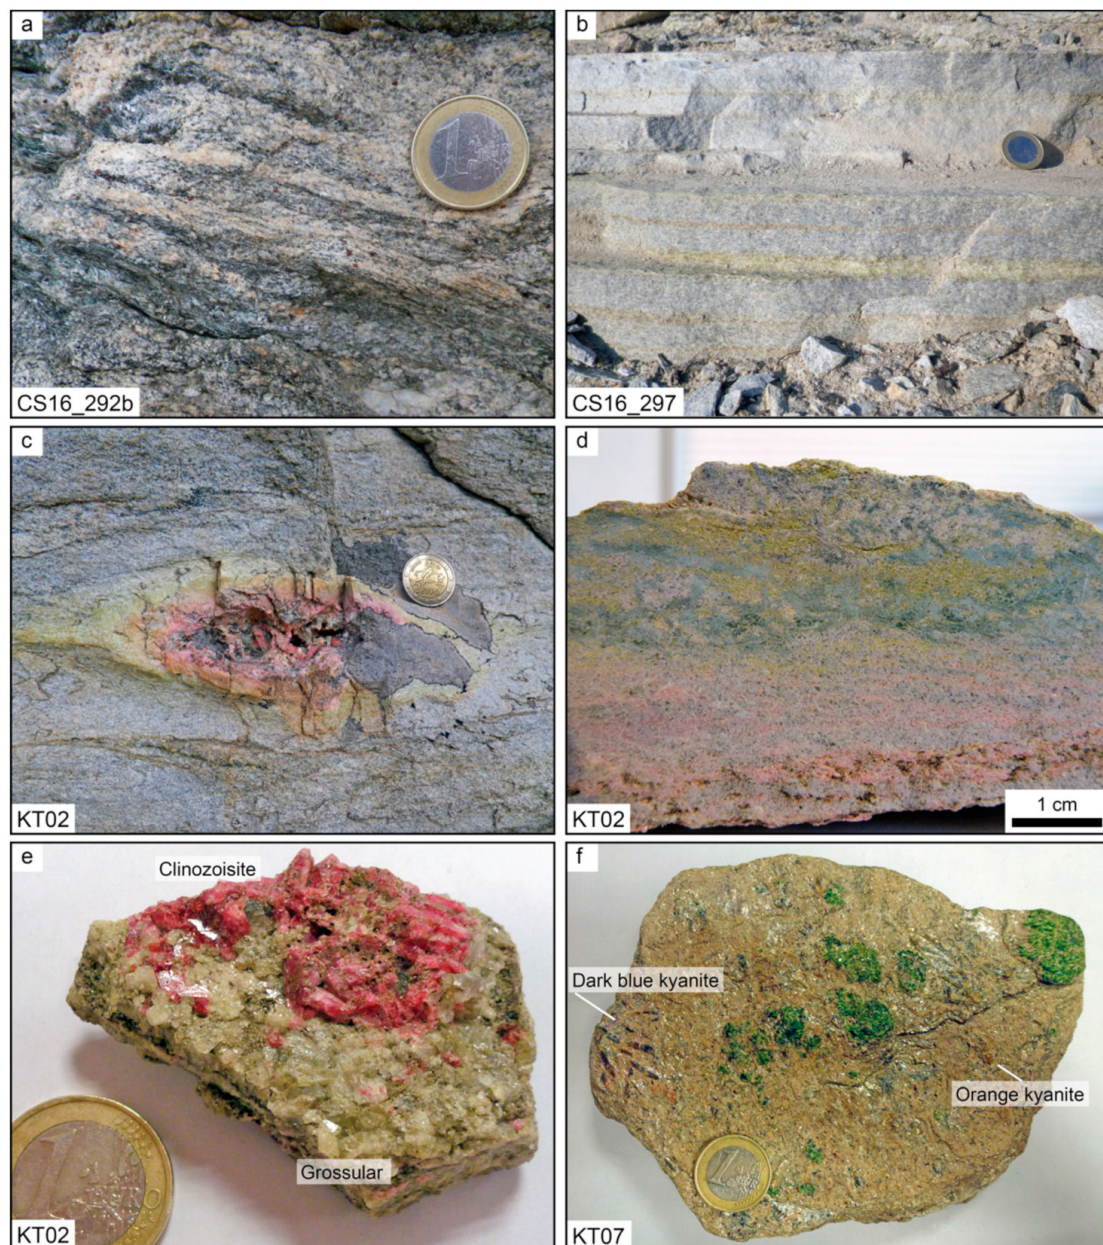 a
b
CS16_292b
CS16_297
c
d
KT02
1 cm
KT02
e
f
Clinozoisite
Dark blue kyanite
Orange kyanite
Grossular
KT02
KT07